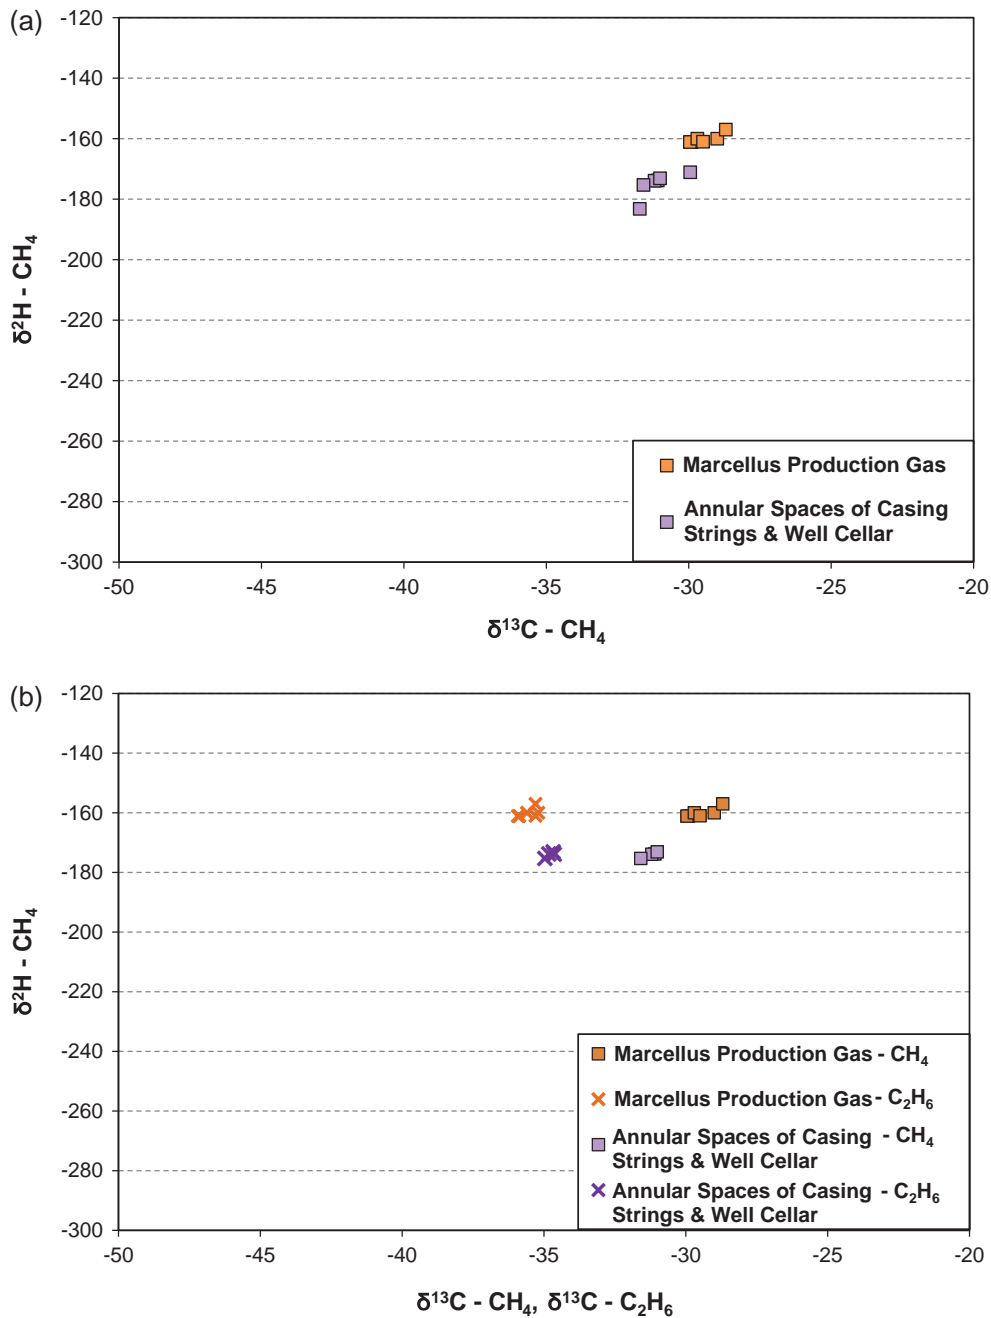 (a)
-120
-140
-160
-180
-200
-220
-240
-260
-280
-300
δ²H - CH₄
Marcellus Production Gas
Annular Spaces of Casing
Strings & Well Cellar
-50 -45 -40 -35 -30 -25 -20
δ¹³C - CH₄
(b)
-120
-140
-160
-180
-200
-220
-240
-260
-280
-300
δ²H - CH₄
Marcellus Production Gas - CH₄
Marcellus Production Gas - C₂H₆
Annular Spaces of Casing - CH₄
Strings & Well Cellar
Annular Spaces of Casing - C₂H₆
Strings & Well Cellar
-50 -45 -40 -35 -30 -25 -20
δ¹³C - CH₄, δ¹³C - C₂H₆